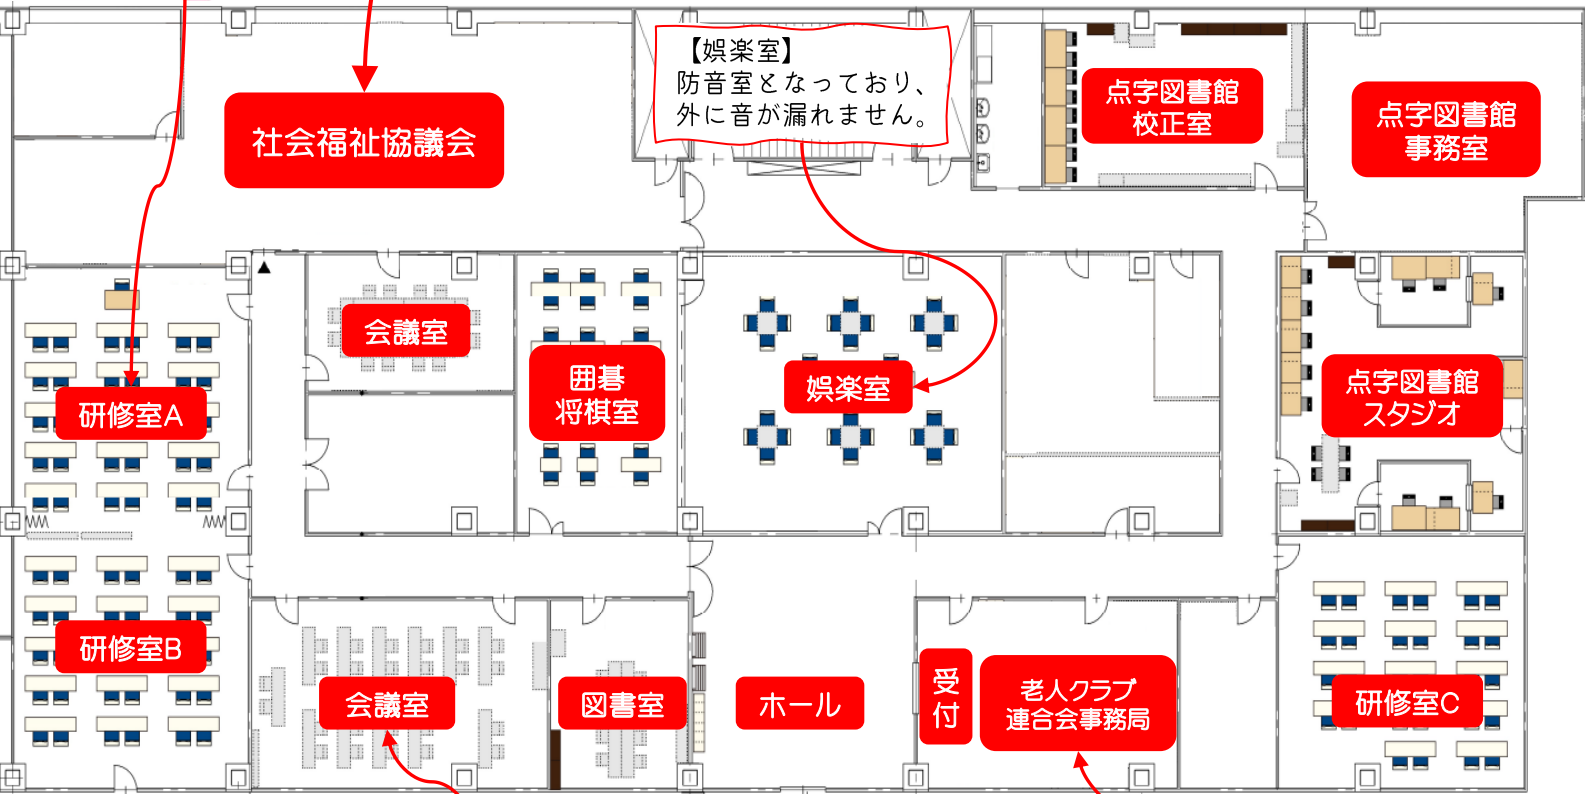 【娯楽室】
防音室となっており、
外に音が漏れません。
社会福祉協議会
点字図書館
校正室
点字図書館
事務室
会議室
囲碁
将棋室
娯楽室
点字図書館
スタジオ
研修室A
研修室B
会議室
図書室
ホール
受
付
老人クラブ
連合会事務局
研修室C